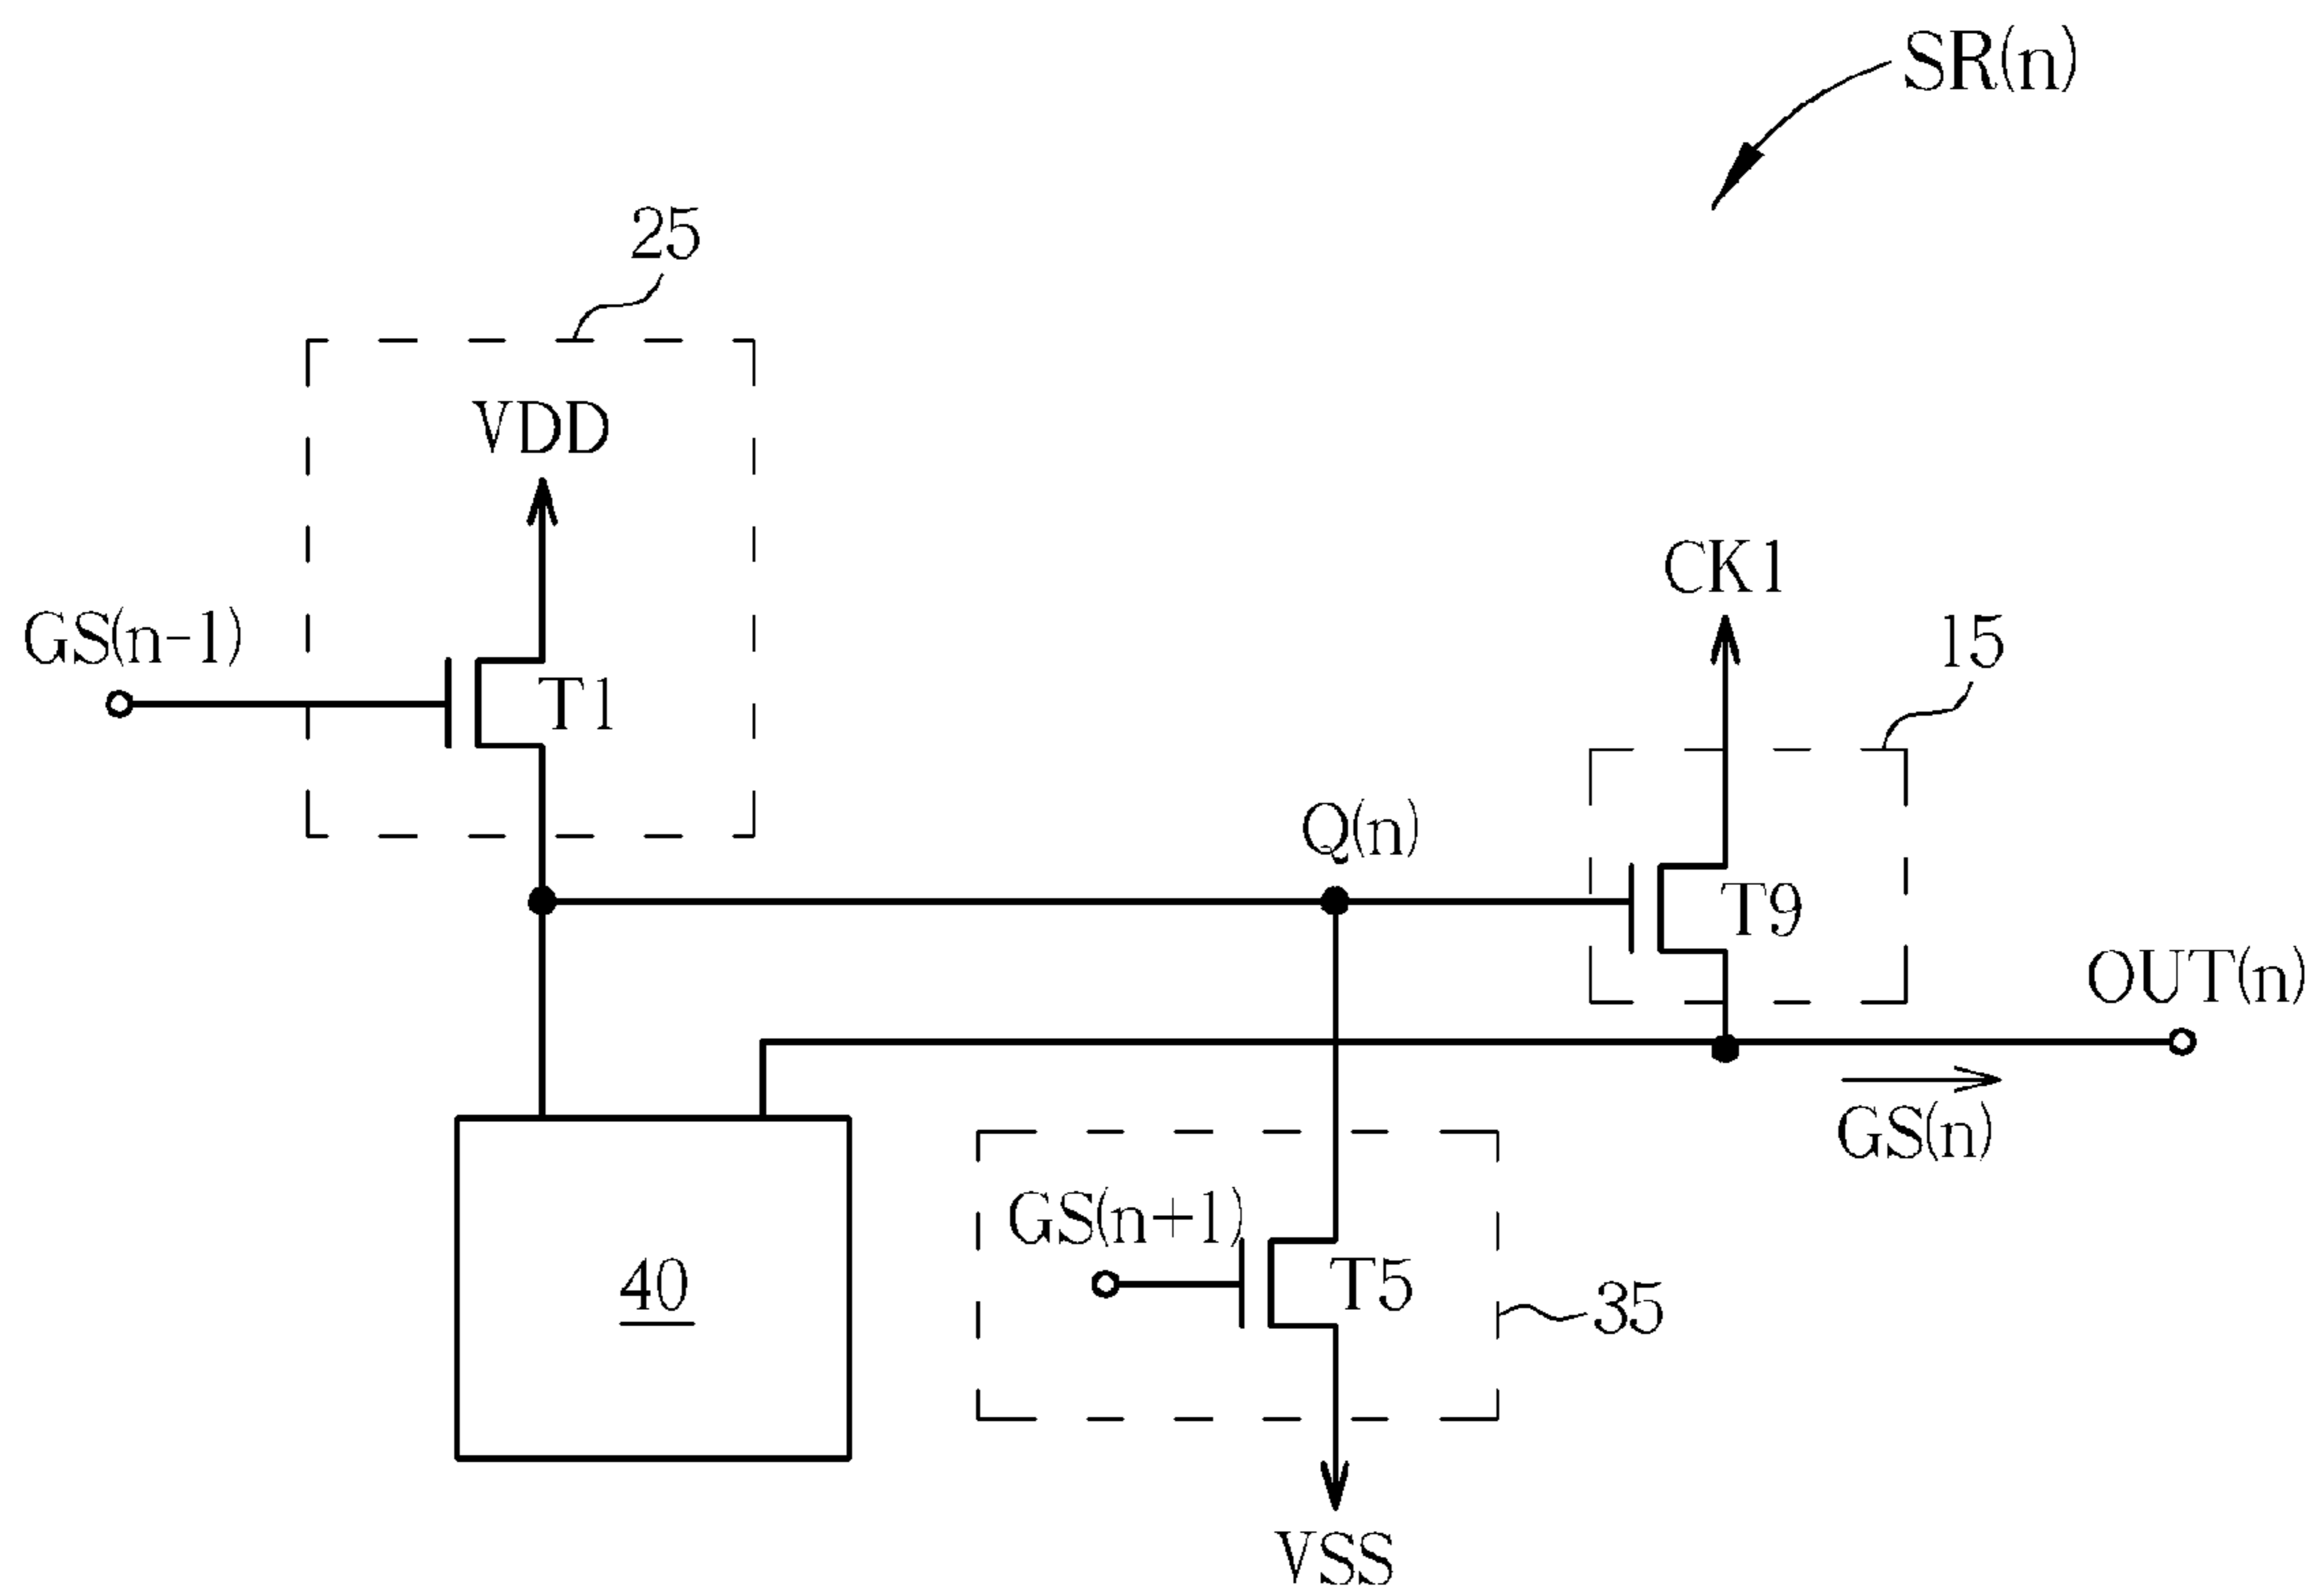 SR(n)
25
VDD
CK1
GS(n-1)
15
T1
Q(n)
T9
OUT(n)
GS(n)
GS(n+1)
40
T5
35
VSS